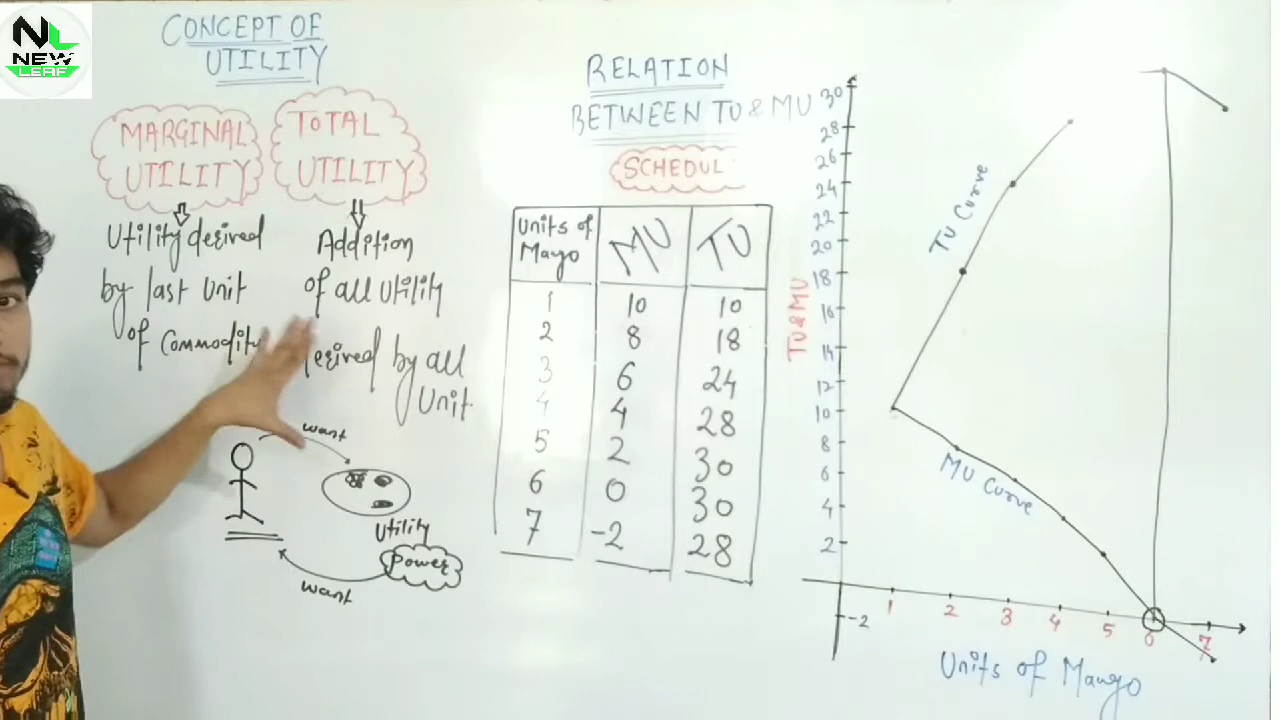 NL
NEW
LEAF
CONCEPT OF
UTILITY
MARGINAL
UTILITY
TOTAL
UTILITY
Utility desired
by last Unit
of Commodity
Addition
of all Utility
desired by all
Unit
want
Utility
Power
want
RELATION
BETWEEN TU & MU
SCHEDUL
Units of Mango MU TU
1 10 10
2 8 18
3 6 24
4 4 28
5 2 30
6 0 30
7 -2 28
TU & MU
30
28
26
24
22
20
18
16
14
12
10
8
6
4
2
-2
TU Curve
MU Curve
1 2 3 4 5 6 7
Units of Mango